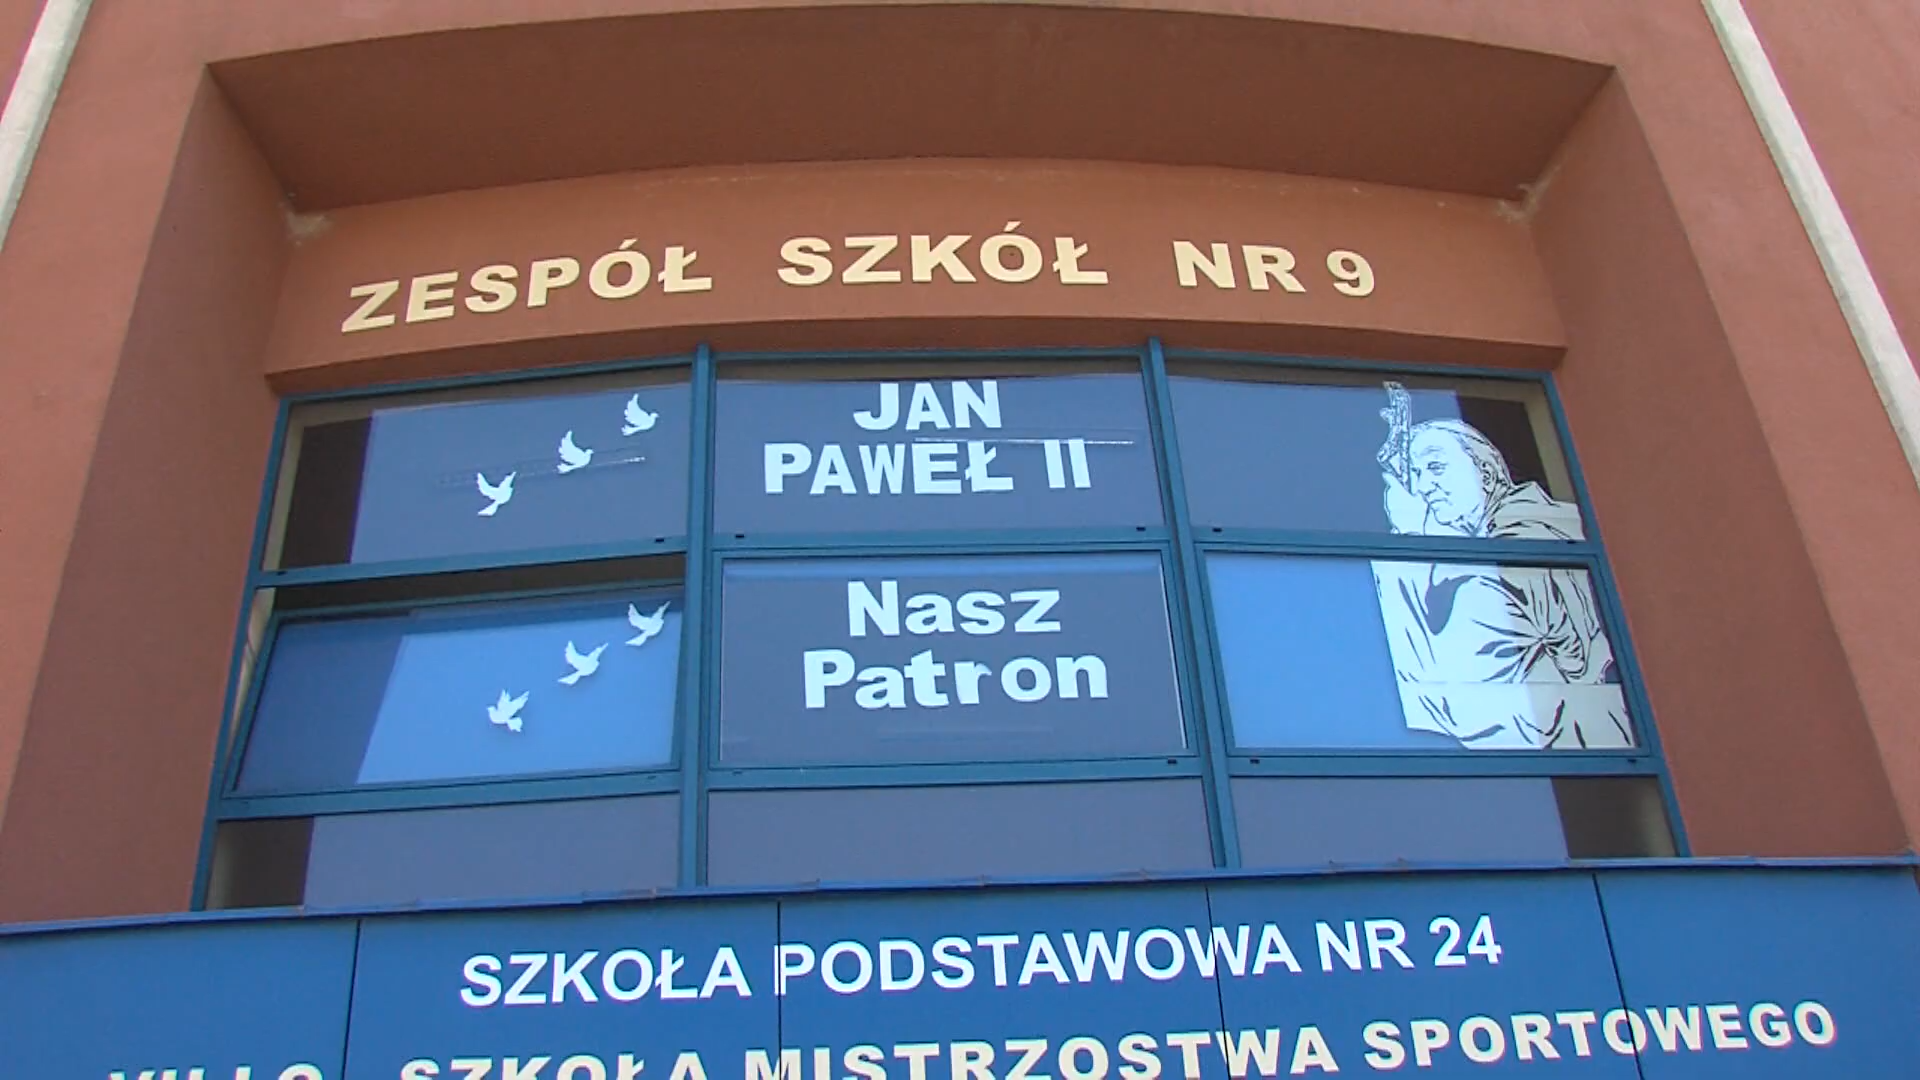 ZESPÓŁ SZKÓŁ NR 9
JAN
PAWEŁ II
Nasz
Patron
SZKOŁA PODSTAWOWA NR 24
SZKOŁA MISTRZOSTWA SPORTOWEGO